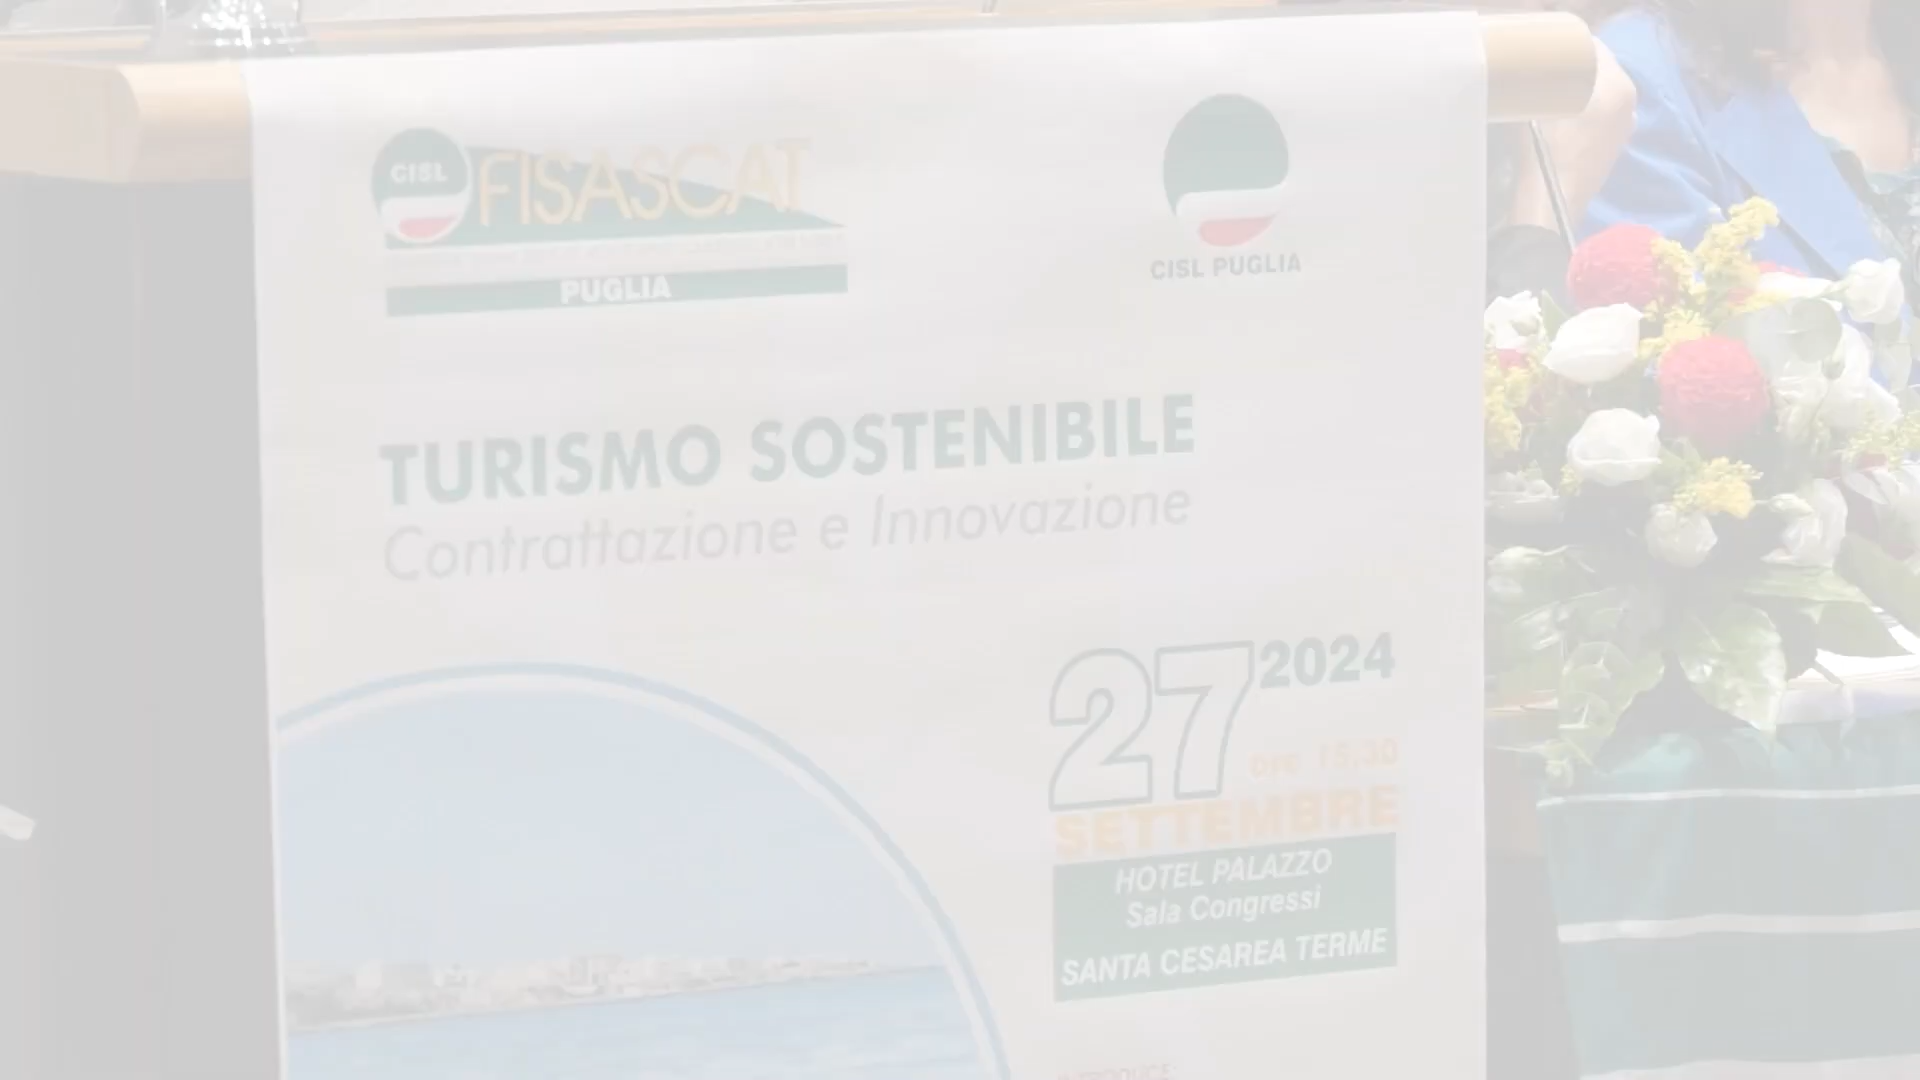 CISL
FISASCAT
PUGLIA
CISL PUGLIA
TURISMO SOSTENIBILE
Contrattazione e Innovazione
27 2024
ore 15,30
SETTEMBRE
HOTEL PALAZZO
Sala Congressi
SANTA CESAREA TERME
INTRODUCE